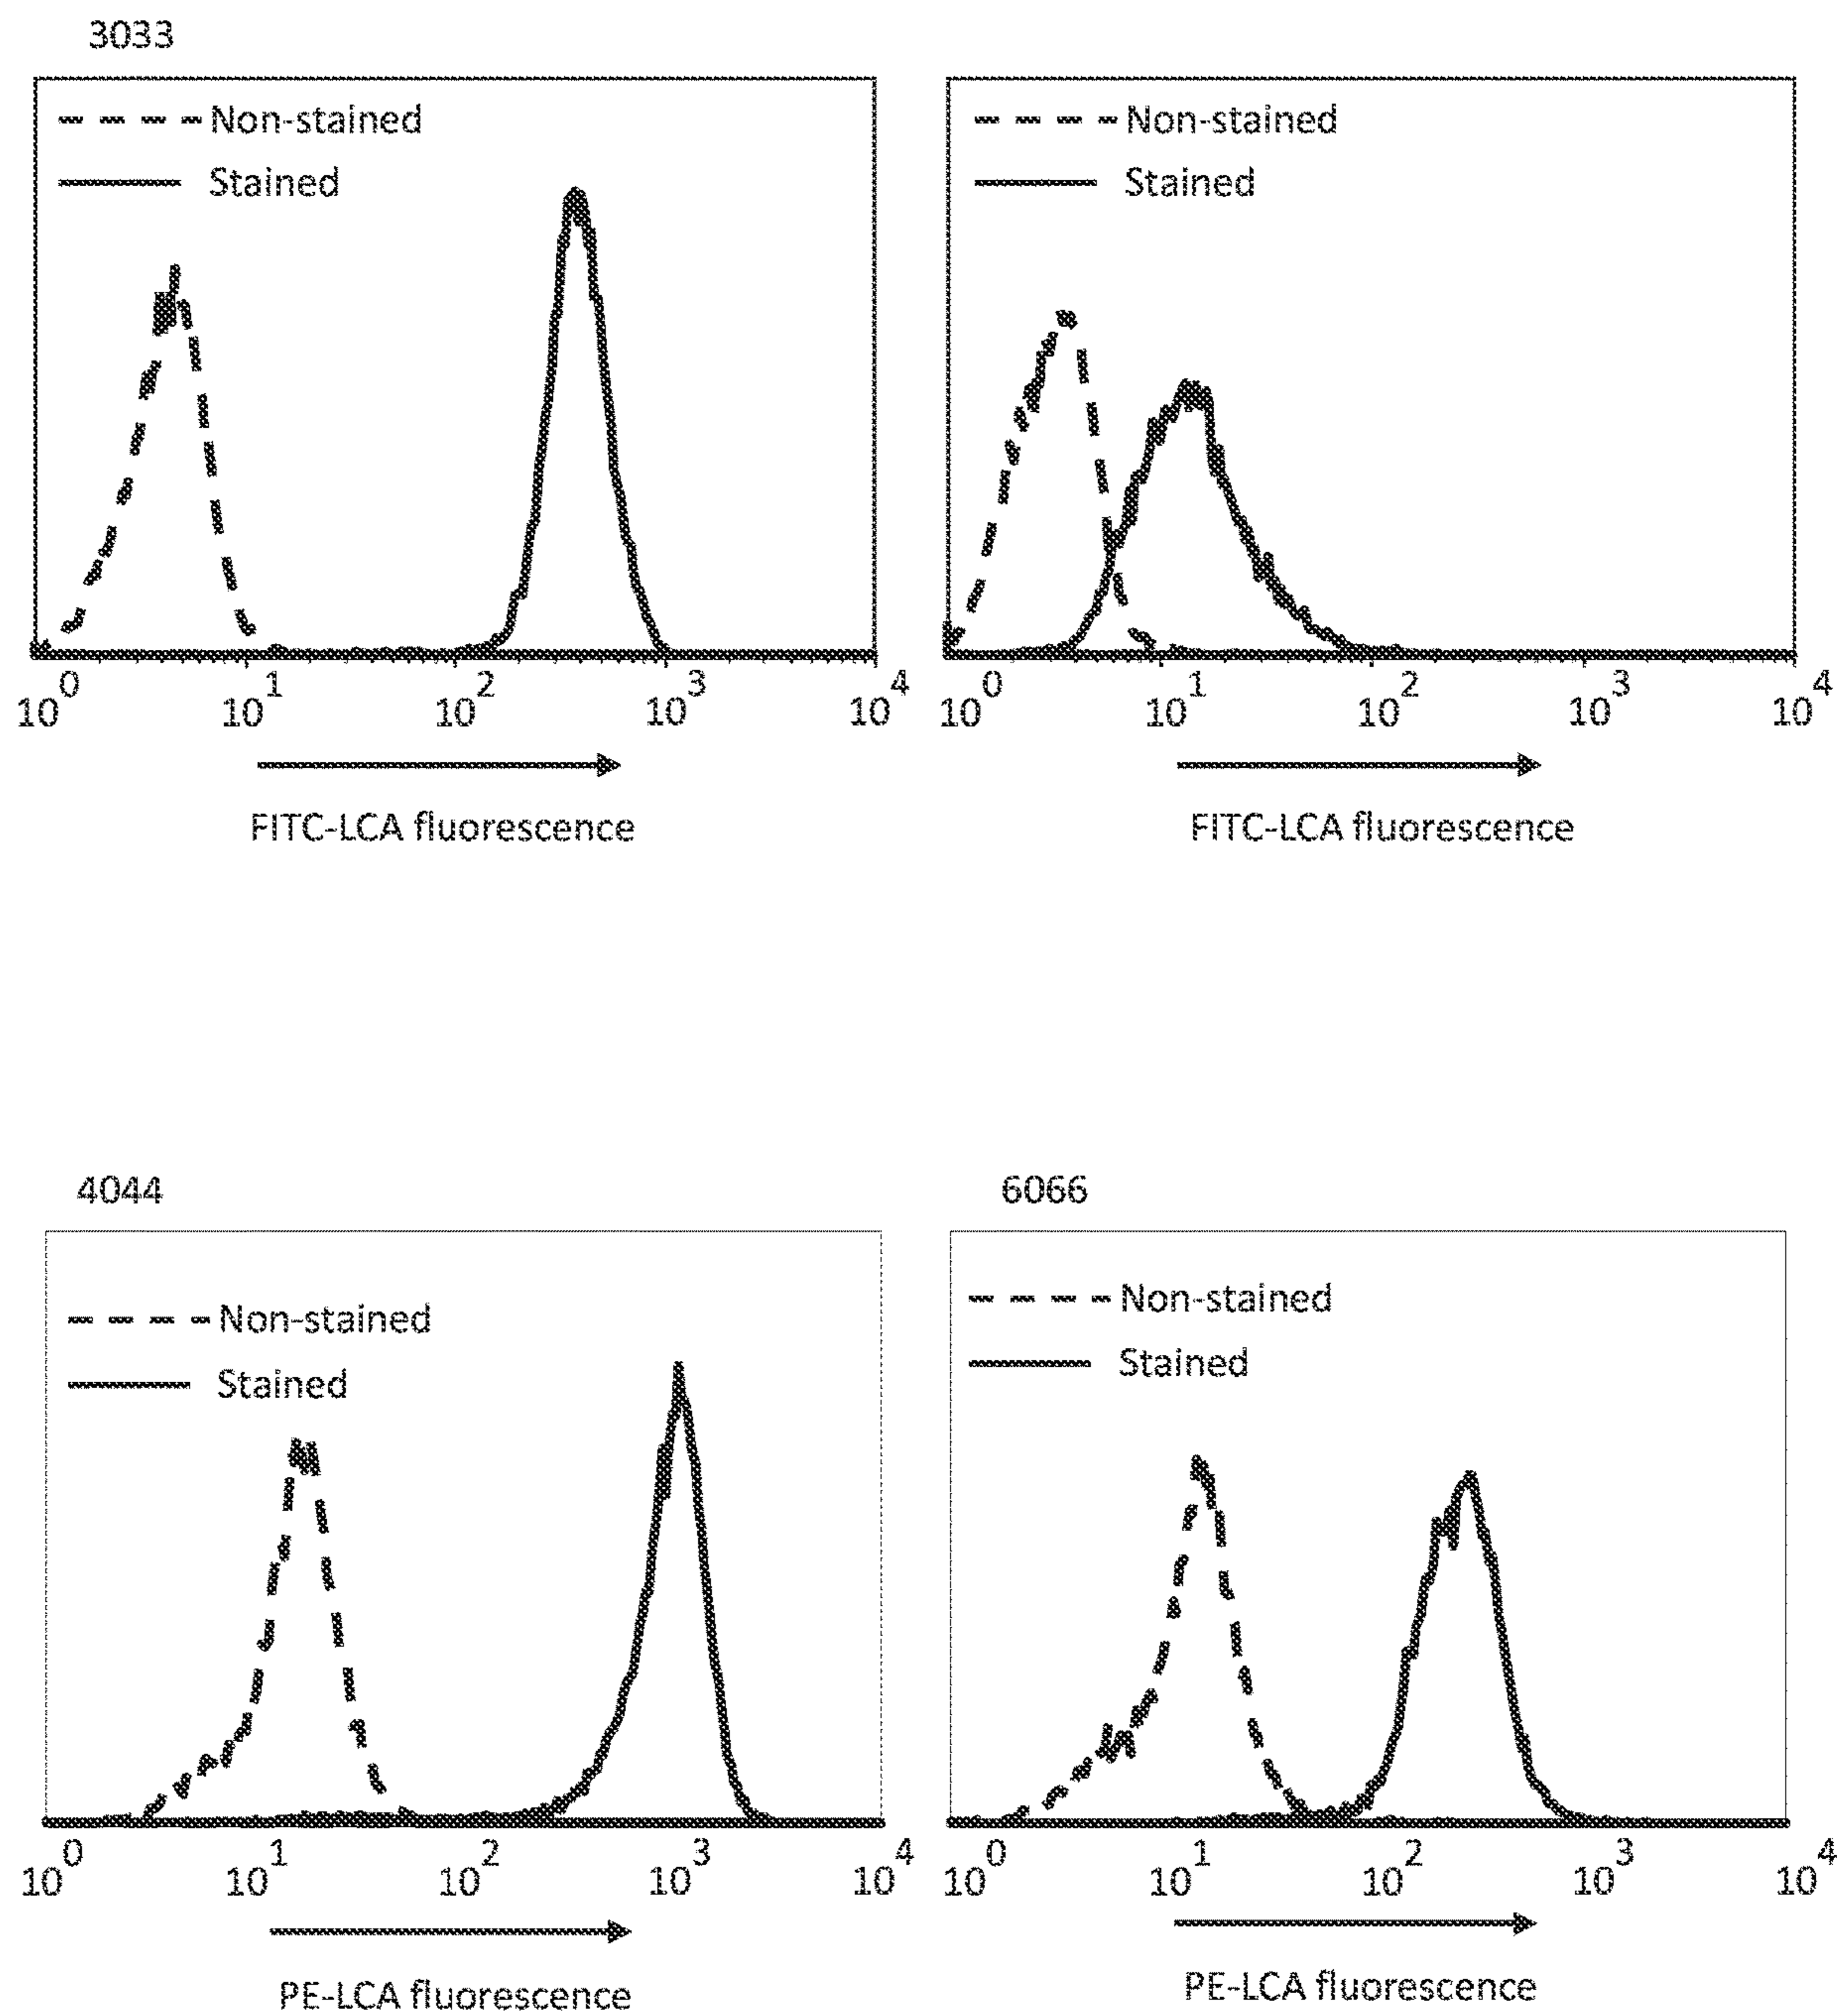 3033
Non-stained
Stained
10^0 10^1 10^2 10^3 10^4
FITC-LCA fluorescence
Non-stained
Stained
10^0 10^1 10^2 10^3 10^4
FITC-LCA fluorescence
4044
Non-stained
Stained
10^0 10^1 10^2 10^3 10^4
PE-LCA fluorescence
6066
Non-stained
Stained
10^0 10^1 10^2 10^3 10^4
PE-LCA fluorescence